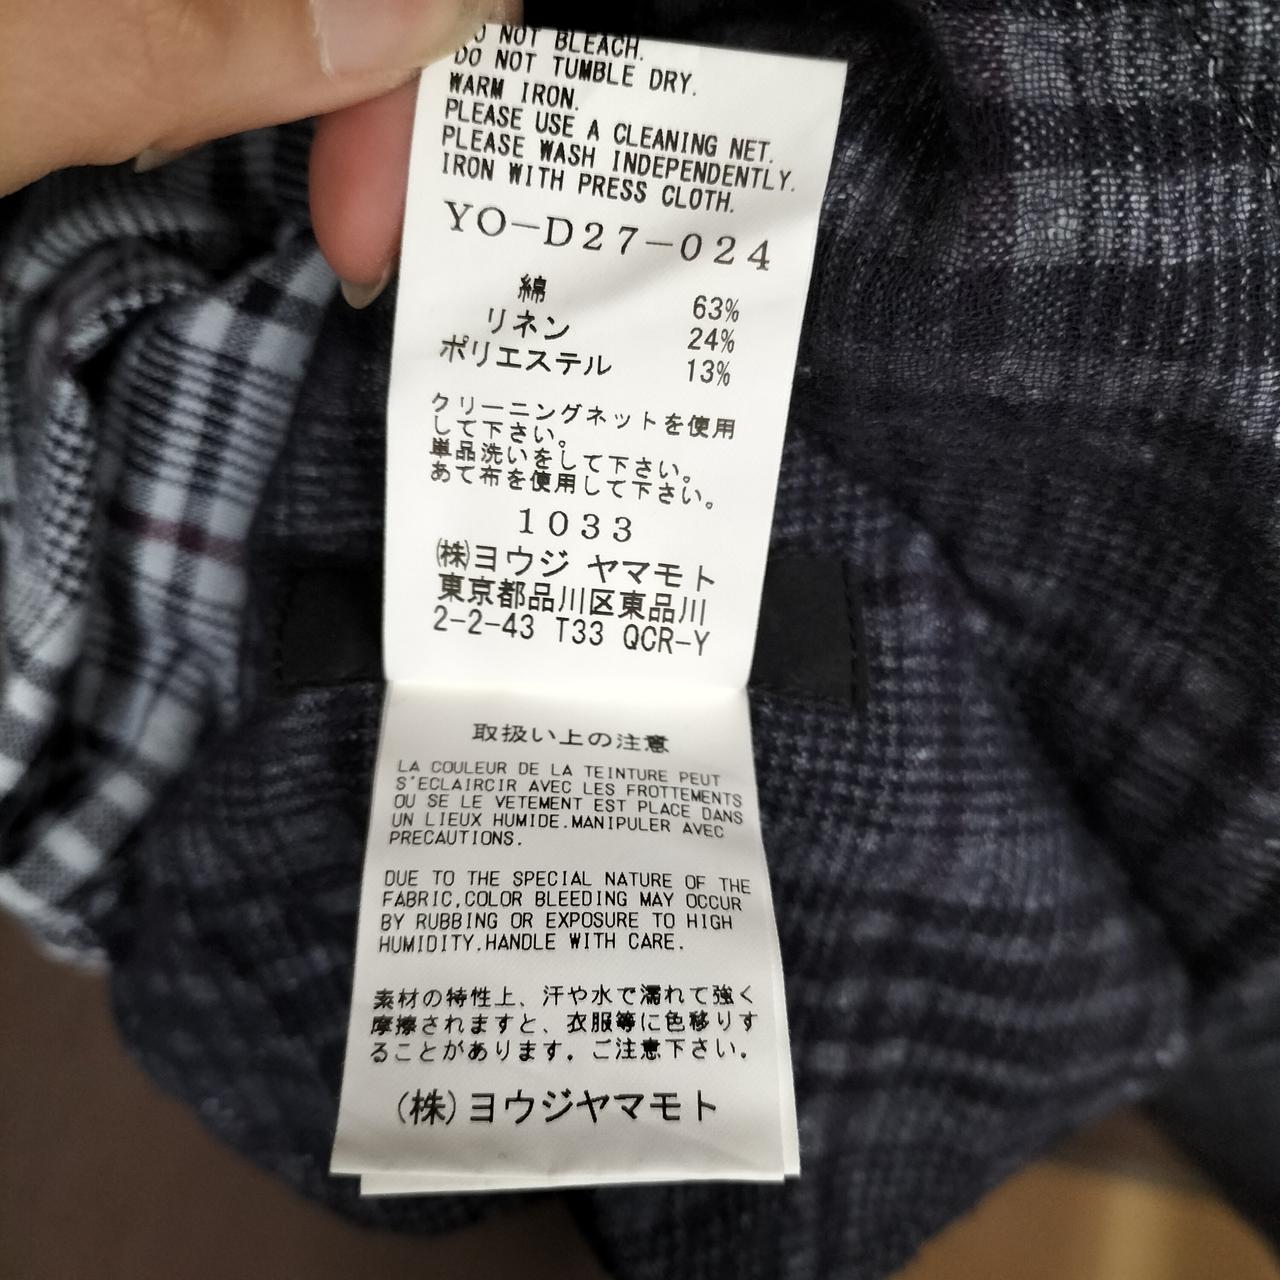 DO NOT BLEACH.
DO NOT TUMBLE DRY.
WARM IRON.
PLEASE USE A CLEANING NET.
PLEASE WASH INDEPENDENTLY.
IRON WITH PRESS CLOTH.
YO-D27-024
綿 63%
リネン 24%
ポリエステル 13%
クリーニングネットを使用
して下さい。
単品洗いをして下さい。
あて布を使用して下さい。
1033
㈱ヨウジ ヤマモト
東京都品川区東品川
2-2-43 T33 QCR-Y
取扱い上の注意
LA COULEUR DE LA TEINTURE PEUT
S'ECLAIRCIR AVEC LES FROTTEMENTS
OU SE LE VETEMENT EST PLACE DANS
UN LIEUX HUMIDE.MANIPULER AVEC
PRECAUTIONS.
DUE TO THE SPECIAL NATURE OF THE
FABRIC,COLOR BLEEDING MAY OCCUR
BY RUBBING OR EXPOSURE TO HIGH
HUMIDITY.HANDLE WITH CARE.
素材の特性上、汗や水で濡れて強く
摩擦されますと、衣服等に色移りす
ることがあります。ご注意下さい。
(株)ヨウジヤマモト